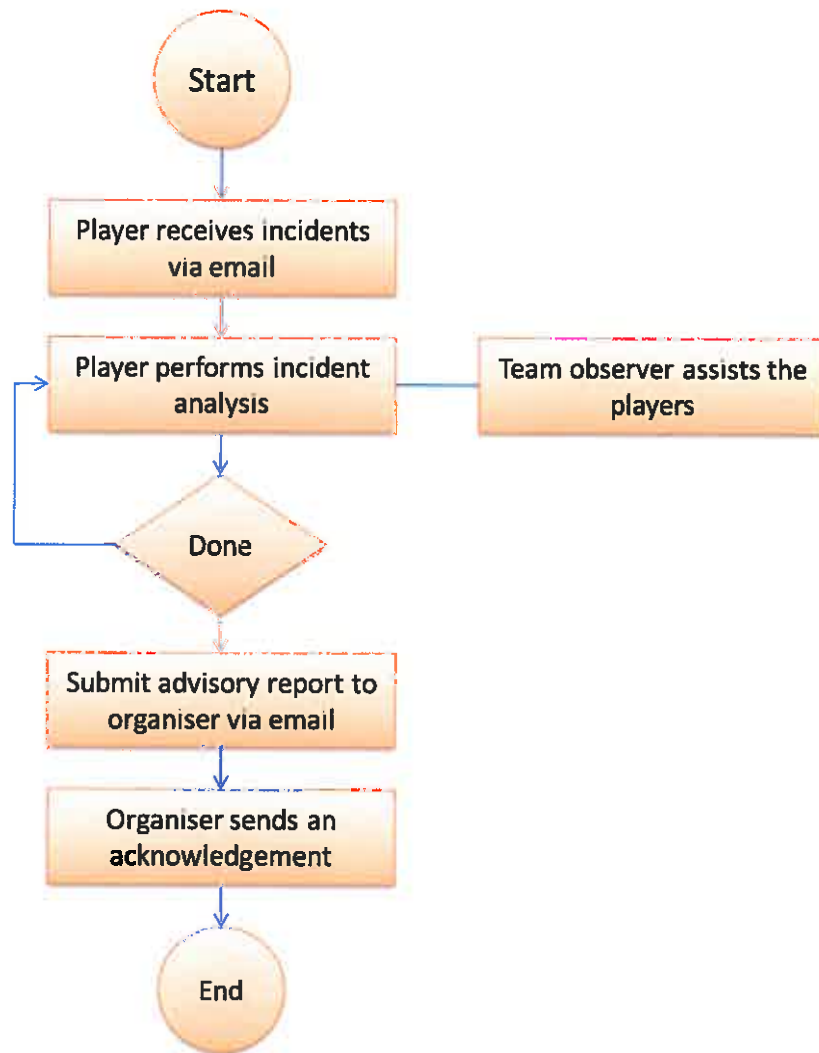 Start
Player receives incidents
via email
Player performs incident
analysis
Team observer assists the
players
Done
Submit advisory report to
organiser via email
Organiser sends an
acknowledgement
End